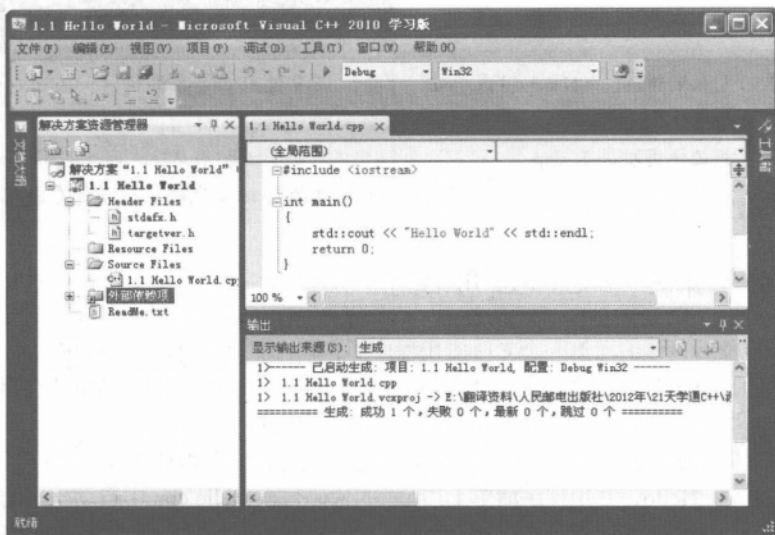 1.1 Hello World - Microsoft Visual C++ 2010 学习版
文件(F) 编辑(E) 视图(V) 项目(P) 调试(D) 工具(T) 窗口(W) 帮助(H)
Debug Win32
解决方案资源管理器
1.1 Hello World.cpp
文档大纲
工具箱
(全局范围)
解决方案 "1.1 Hello World"
1.1 Hello World
Header Files
stdafx.h
targetver.h
Resource Files
Source Files
1.1 Hello World.cp
外部依赖项
ReadMe.txt
#include <iostream>
int main()
{
std::cout << "Hello World" << std::endl;
return 0;
}
100 %
输出
显示输出来源(S): 生成
1>------ 已启动生成: 项目: 1.1 Hello World, 配置: Debug Win32 ------
1> 1.1 Hello World.cpp
1> 1.1 Hello World.vcxproj -> E:\翻译资料\人民邮电出版社\2012年\21天学通C++\
========== 生成: 成功 1 个，失败 0 个，最新 0 个，跳过 0 个 ==========
就绪